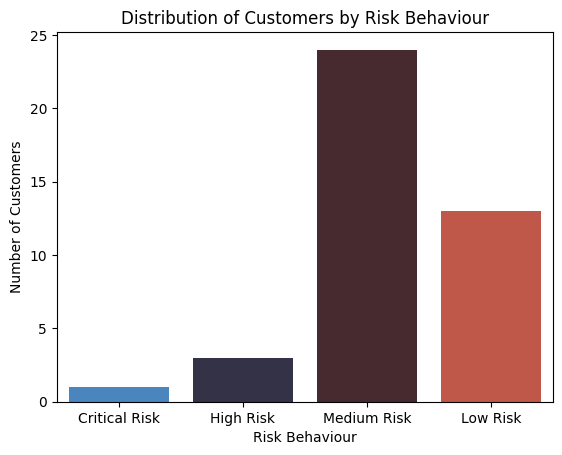 Distribution of Customers by Risk Behaviour
25
20
15
10
5
0
Number of Customers
Critical Risk
High Risk
Medium Risk
Low Risk
Risk Behaviour